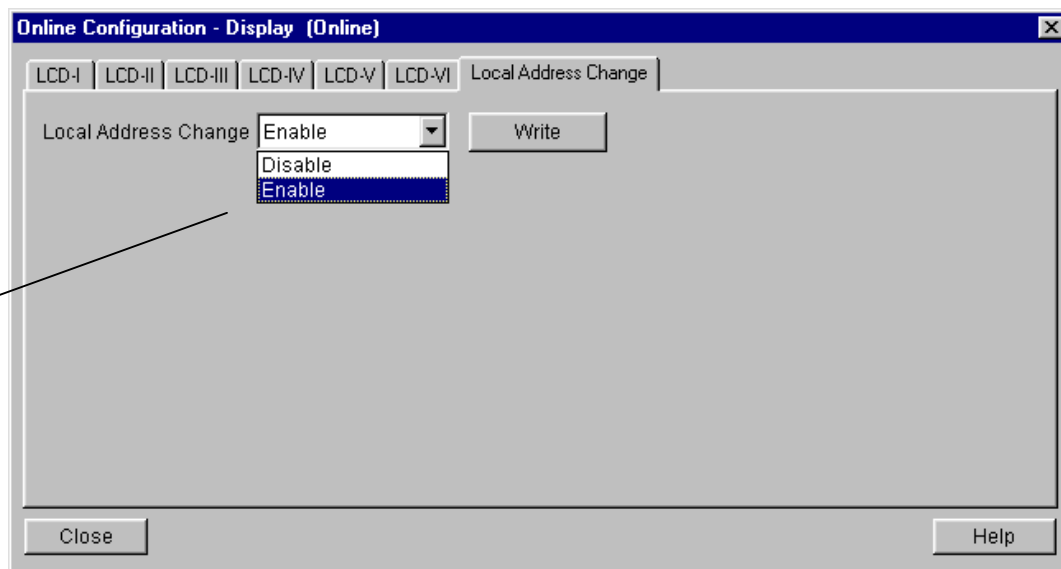 Online Configuration - Display (Online)
LCD-I LCD-II LCD-III LCD-IV LCD-V LCD-VI Local Address Change
Local Address Change Enable Write
Disable
Enable
Close Help